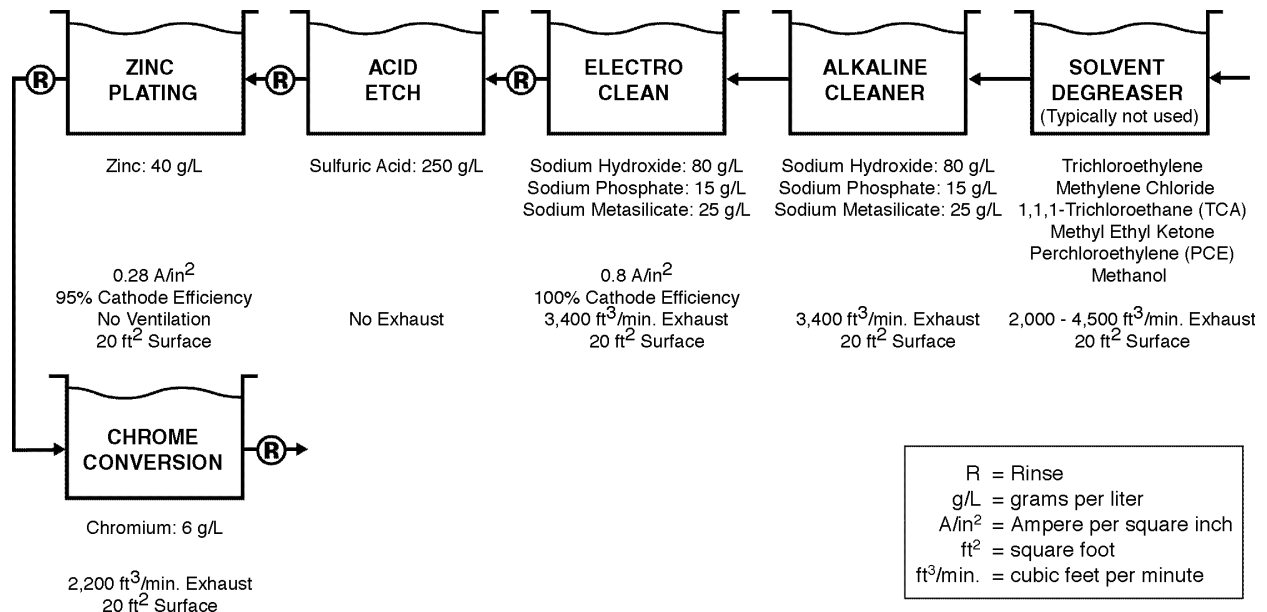 R
ZINC
PLATING
R
ACID
ETCH
R
ELECTRO
CLEAN
ALKALINE
CLEANER
SOLVENT
DEGREASER
(Typically not used)
Zinc: 40 g/L
0.28 A/in2
95% Cathode Efficiency
No Ventilation
20 ft2 Surface
Sulfuric Acid: 250 g/L
No Exhaust
Sodium Hydroxide: 80 g/L
Sodium Phosphate: 15 g/L
Sodium Metasilicate: 25 g/L
0.8 A/in2
100% Cathode Efficiency
3,400 ft3/min. Exhaust
20 ft2 Surface
Sodium Hydroxide: 80 g/L
Sodium Phosphate: 15 g/L
Sodium Metasilicate: 25 g/L
3,400 ft3/min. Exhaust
20 ft2 Surface
Trichloroethylene
Methylene Chloride
1,1,1-Trichloroethane (TCA)
Methyl Ethyl Ketone
Perchloroethylene (PCE)
Methanol
2,000 - 4,500 ft3/min. Exhaust
20 ft2 Surface
CHROME
CONVERSION
R
Chromium: 6 g/L
2,200 ft3/min. Exhaust
20 ft2 Surface
R = Rinse
g/L = grams per liter
A/in2 = Ampere per square inch
ft2 = square foot
ft3/min. = cubic feet per minute